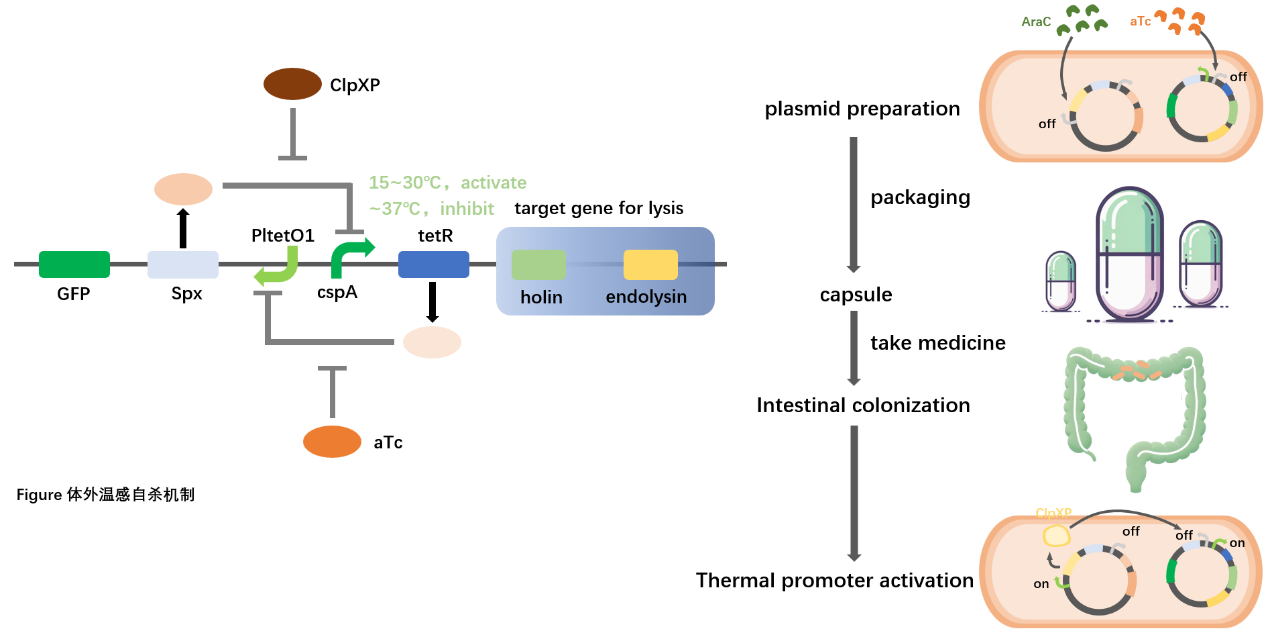 ClpXP
15~30℃，activate
~37℃，inhibit
target gene for lysis
PltetO1
tetR
GFP
Spx
cspA
holin
endolysin
aTc
Figure 体外温感自杀机制
plasmid preparation
packaging
capsule
take medicine
Intestinal colonization
Thermal promoter activation
AraC
aTc
off
off
ClpXP
off
off
on
on